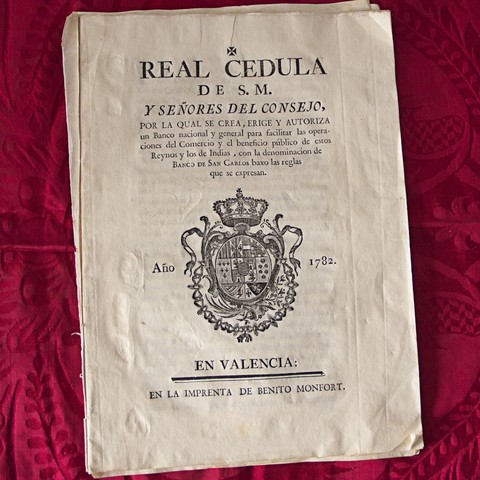 REAL CEDULA
DE S. M.
Y SEÑORES DEL CONSEJO,
POR LA QUAL SE CREA, ERIGE Y AUTORIZA
un Banco nacional y general para facilitar las opera-
ciones del Comercio y el beneficio público de estos
Reynos y los de Indias, con la denominacion de
BANCO DE SAN CARLOS baxo las reglas
que se expresan.
Año 1782.
EN VALENCIA:
EN LA IMPRENTA DE BENITO MONFORT.